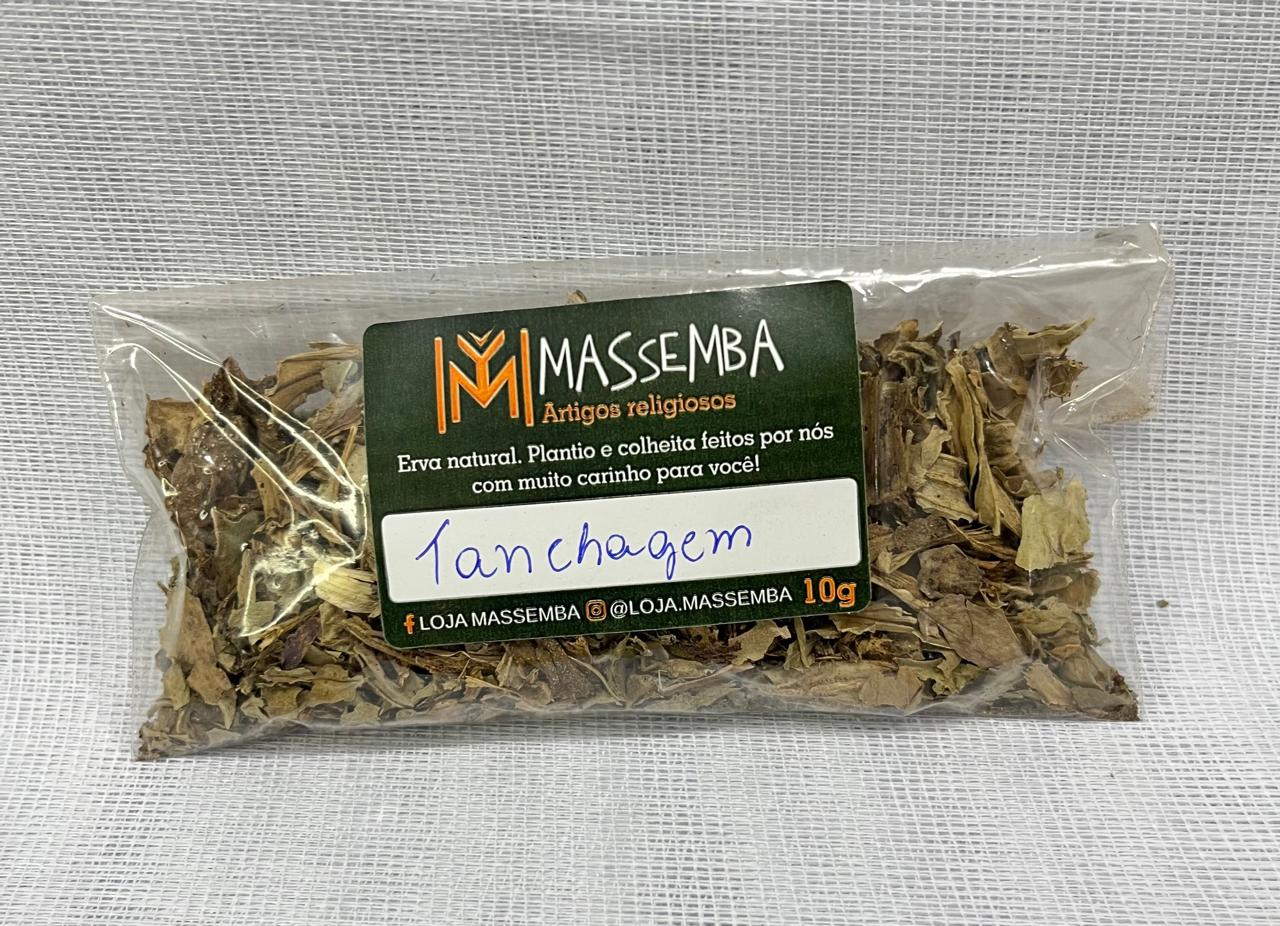 MASSEMBA
Artigos religiosos
Erva natural. Plantio e colheita feitos por nós
com muito carinho para você!
Tanchagem
LOJA MASSEMBA @LOJA.MASSEMBA 10g